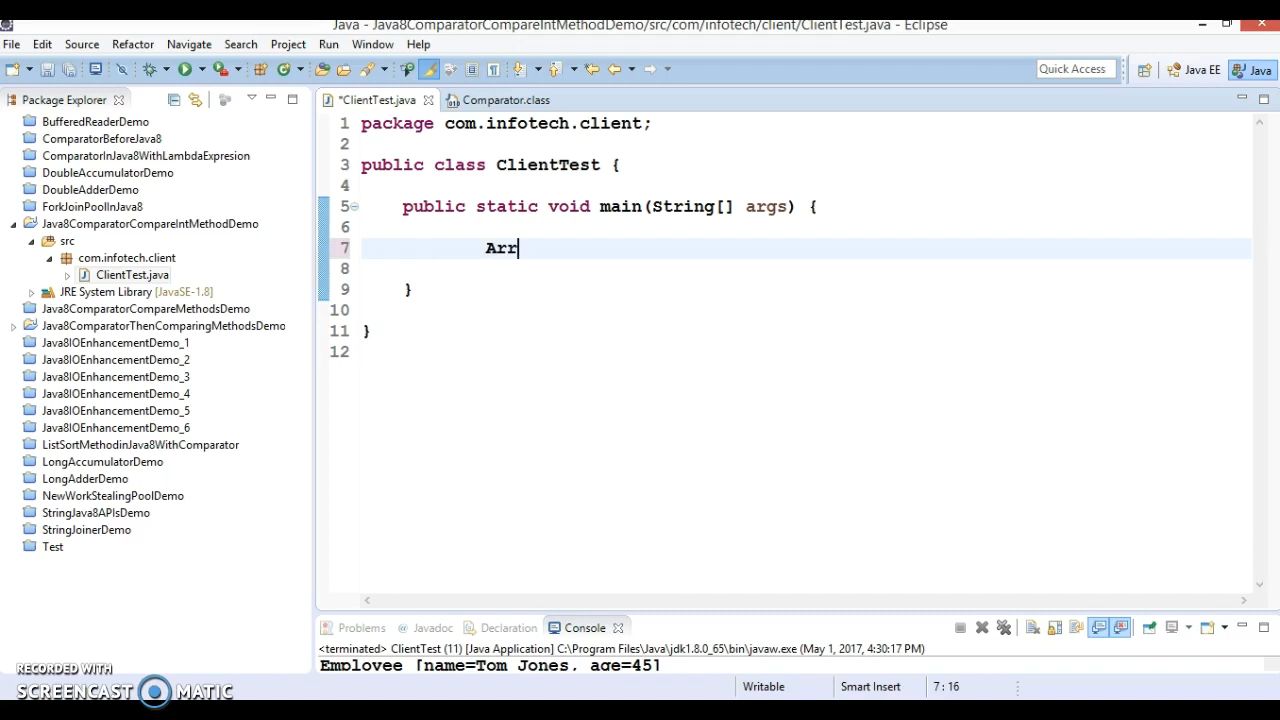 Java - Java8ComparatorCompareIntMethodDemo/src/com/infotech/client/ClientTest.java - Eclipse
File Edit Source Refactor Navigate Search Project Run Window Help
Quick Access Java EE Java
Package Explorer *ClientTest.java Comparator.class
BufferedReaderDemo
ComparatorBeforeJava8
ComparatorInJava8WithLambdaExpresion
DoubleAccumulatorDemo
DoubleAdderDemo
ForkJoinPoolInJava8
Java8ComparatorCompareIntMethodDemo
src
com.infotech.client
ClientTest.java
JRE System Library [JavaSE-1.8]
Java8ComparatorCompareMethodsDemo
Java8ComparatorThenComparingMethodsDemo
Java8IOEnhancementDemo_1
Java8IOEnhancementDemo_2
Java8IOEnhancementDemo_3
Java8IOEnhancementDemo_4
Java8IOEnhancementDemo_5
Java8IOEnhancementDemo_6
ListSortMethodinJava8WithComparator
LongAccumulatorDemo
LongAdderDemo
NewWorkStealingPoolDemo
StringJava8APIsDemo
StringJoinerDemo
Test
1 package com.infotech.client;
2
3 public class ClientTest {
4
5 public static void main(String[] args) {
6
7 Arr
8
9 }
10
11 }
12
Problems Javadoc Declaration Console
<terminated> ClientTest (11) [Java Application] C:\Program Files\Java\jdk1.8.0_65\bin\javaw.exe (May 1, 2017, 4:30:17 PM)
Employee [name=Tom Jones, age=45]
Writable Smart Insert 7 : 16
RECORDED WITH
SCREENCAST MATIC